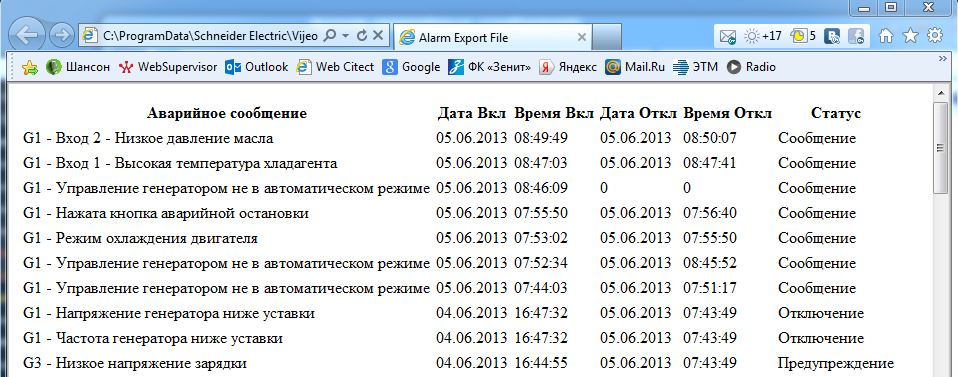 C:\ProgramData\Schneider Electric\Vijeo
Alarm Export File
+17 5
Шансон WebSupervisor Outlook Web Citect Google ФК «Зенит» Яндекс Mail.Ru ЭТМ Radio
Аварийное сообщение Дата Вкл Время Вкл Дата Откл Время Откл Статус
G1 - Вход 2 - Низкое давление масла 05.06.2013 08:49:49 05.06.2013 08:50:07 Сообщение
G1 - Вход 1 - Высокая температура хладагента 05.06.2013 08:47:03 05.06.2013 08:47:41 Сообщение
G1 - Управление генератором не в автоматическом режиме 05.06.2013 08:46:09 0 0 Сообщение
G1 - Нажата кнопка аварийной остановки 05.06.2013 07:55:50 05.06.2013 07:56:40 Сообщение
G1 - Режим охлаждения двигателя 05.06.2013 07:53:02 05.06.2013 07:55:50 Сообщение
G1 - Управление генератором не в автоматическом режиме 05.06.2013 07:52:34 05.06.2013 08:45:52 Сообщение
G1 - Управление генератором не в автоматическом режиме 05.06.2013 07:44:03 05.06.2013 07:51:17 Сообщение
G1 - Напряжение генератора ниже уставки 04.06.2013 16:47:32 05.06.2013 07:43:49 Отключение
G1 - Частота генератора ниже уставки 04.06.2013 16:47:32 05.06.2013 07:43:49 Отключение
G3 - Низкое напряжение зарядки 04.06.2013 16:44:55 05.06.2013 07:43:49 Предупреждение